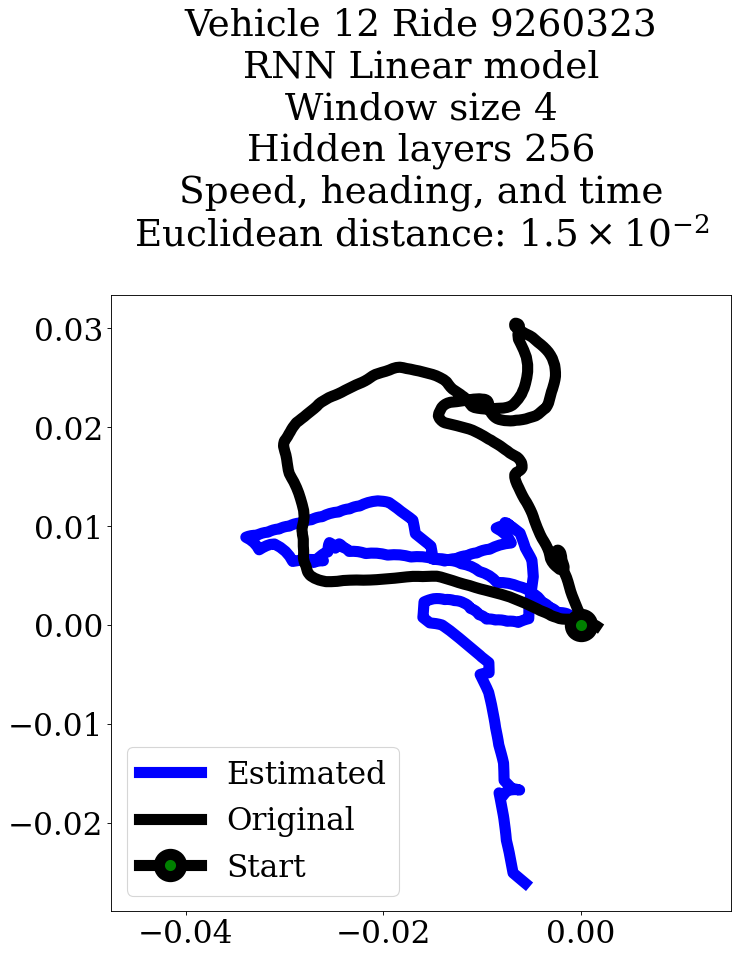 Vehicle 12 Ride 9260323
RNN Linear model
Window size 4
Hidden layers 256
Speed, heading, and time
Euclidean distance: 1.5 × 10⁻²
0.03
0.02
0.01
0.00
−0.01
−0.02
Estimated
Original
Start
−0.04
−0.02
0.00